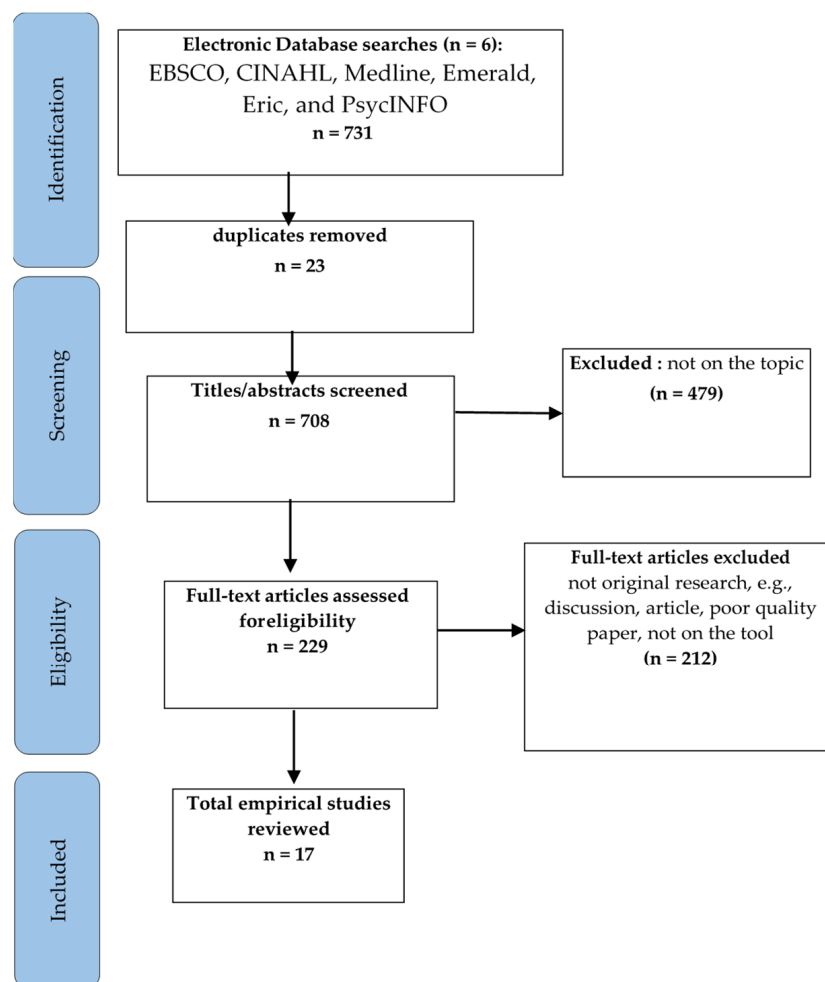 Identification
Electronic Database searches (n = 6):
EBSCO, CINAHL, Medline, Emerald,
Eric, and PsycINFO
n = 731
duplicates removed
n = 23
Screening
Titles/abstracts screened
n = 708
Excluded : not on the topic
(n = 479)
Eligibility
Full-text articles assessed
foreligibility
n = 229
Full-text articles excluded
not original research, e.g.,
discussion, article, poor quality
paper, not on the tool
(n = 212)
Included
Total empirical studies
reviewed
n = 17